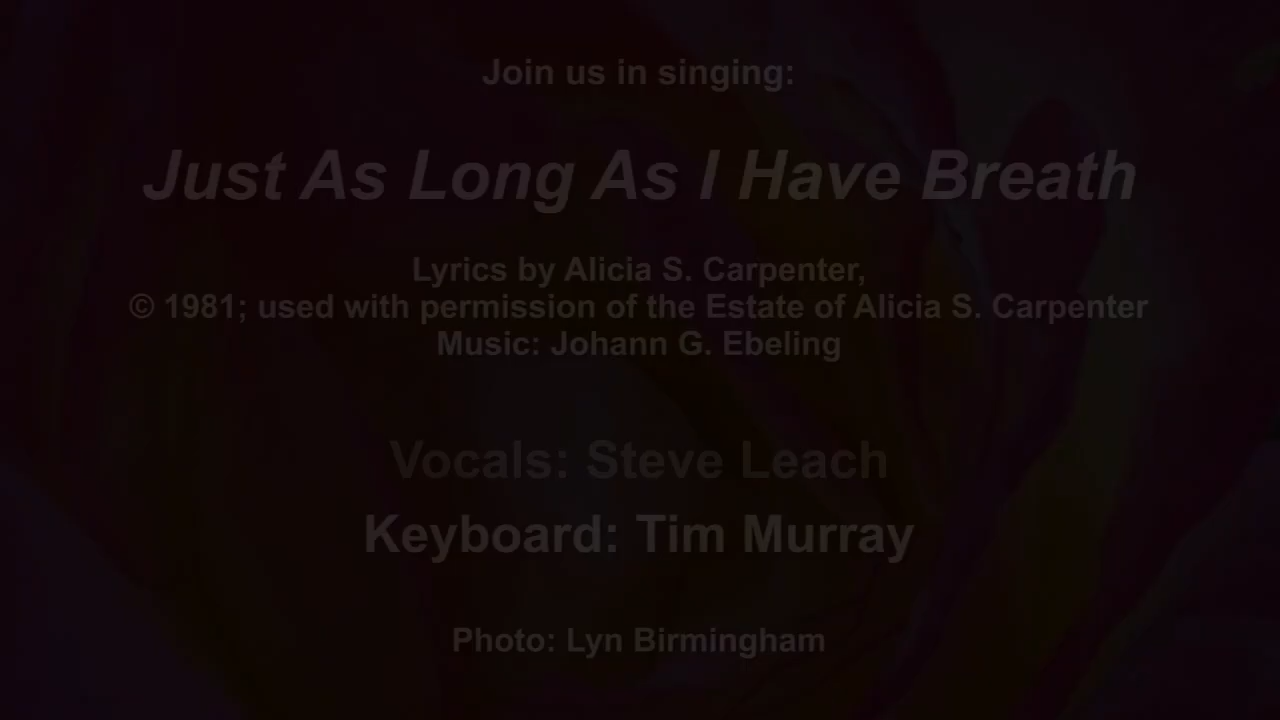 Join us in singing:
Just As Long As I Have Breath
Lyrics by Alicia S. Carpenter,
© 1981; used with permission of the Estate of Alicia S. Carpenter
Music: Johann G. Ebeling
Vocals: Steve Leach
Keyboard: Tim Murray
Photo: Lyn Birmingham